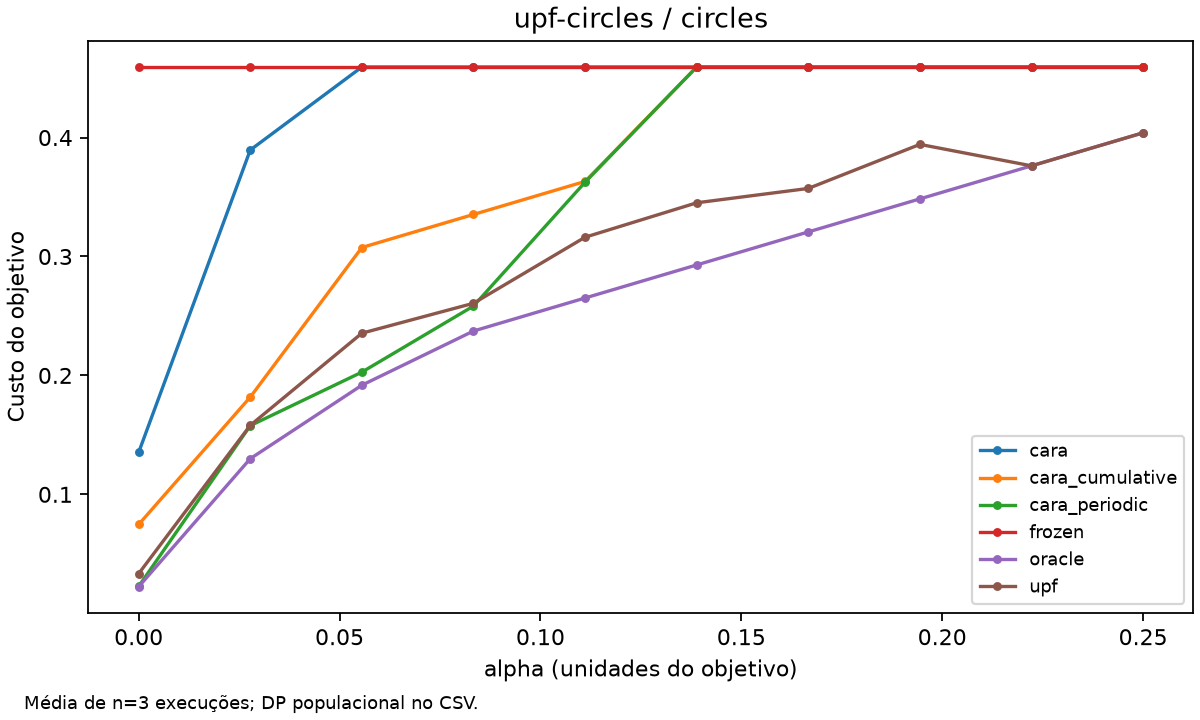 upf-circles / circles
Custo do objetivo
0.4
0.3
0.2
0.1
0.00 0.05 0.10 0.15 0.20 0.25
alpha (unidades do objetivo)
cara
cara_cumulative
cara_periodic
frozen
oracle
upf
Média de n=3 execuções; DP populacional no CSV.